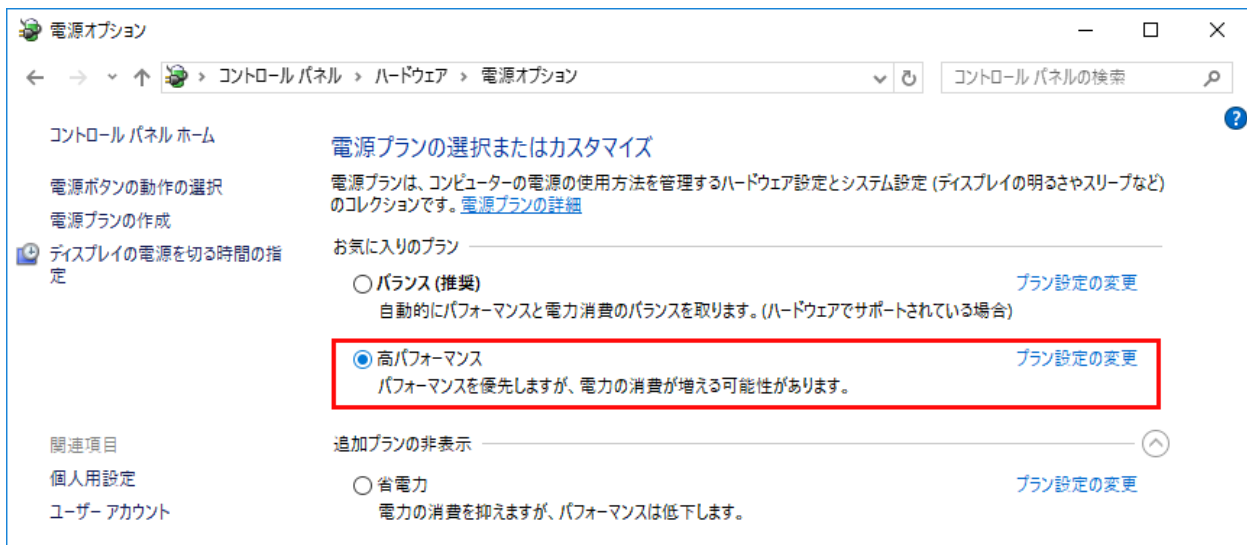 電源オプション
コントロール パネル › ハードウェア › 電源オプション
コントロール パネルの検索
コントロール パネル ホーム
電源ボタンの動作の選択
電源プランの作成
ディスプレイの電源を切る時間の指
定
電源プランの選択またはカスタマイズ
電源プランは、コンピューターの電源の使用方法を管理するハードウェア設定とシステム設定 (ディスプレイの明るさやスリープなど)
のコレクションです。電源プランの詳細
お気に入りのプラン
バランス (推奨) プラン設定の変更
自動的にパフォーマンスと電力消費のバランスを取ります。(ハードウェアでサポートされている場合)
高パフォーマンス プラン設定の変更
パフォーマンスを優先しますが、電力の消費が増える可能性があります。
追加プランの非表示
省電力 プラン設定の変更
電力の消費を抑えますが、パフォーマンスは低下します。
関連項目
個人用設定
ユーザー アカウント